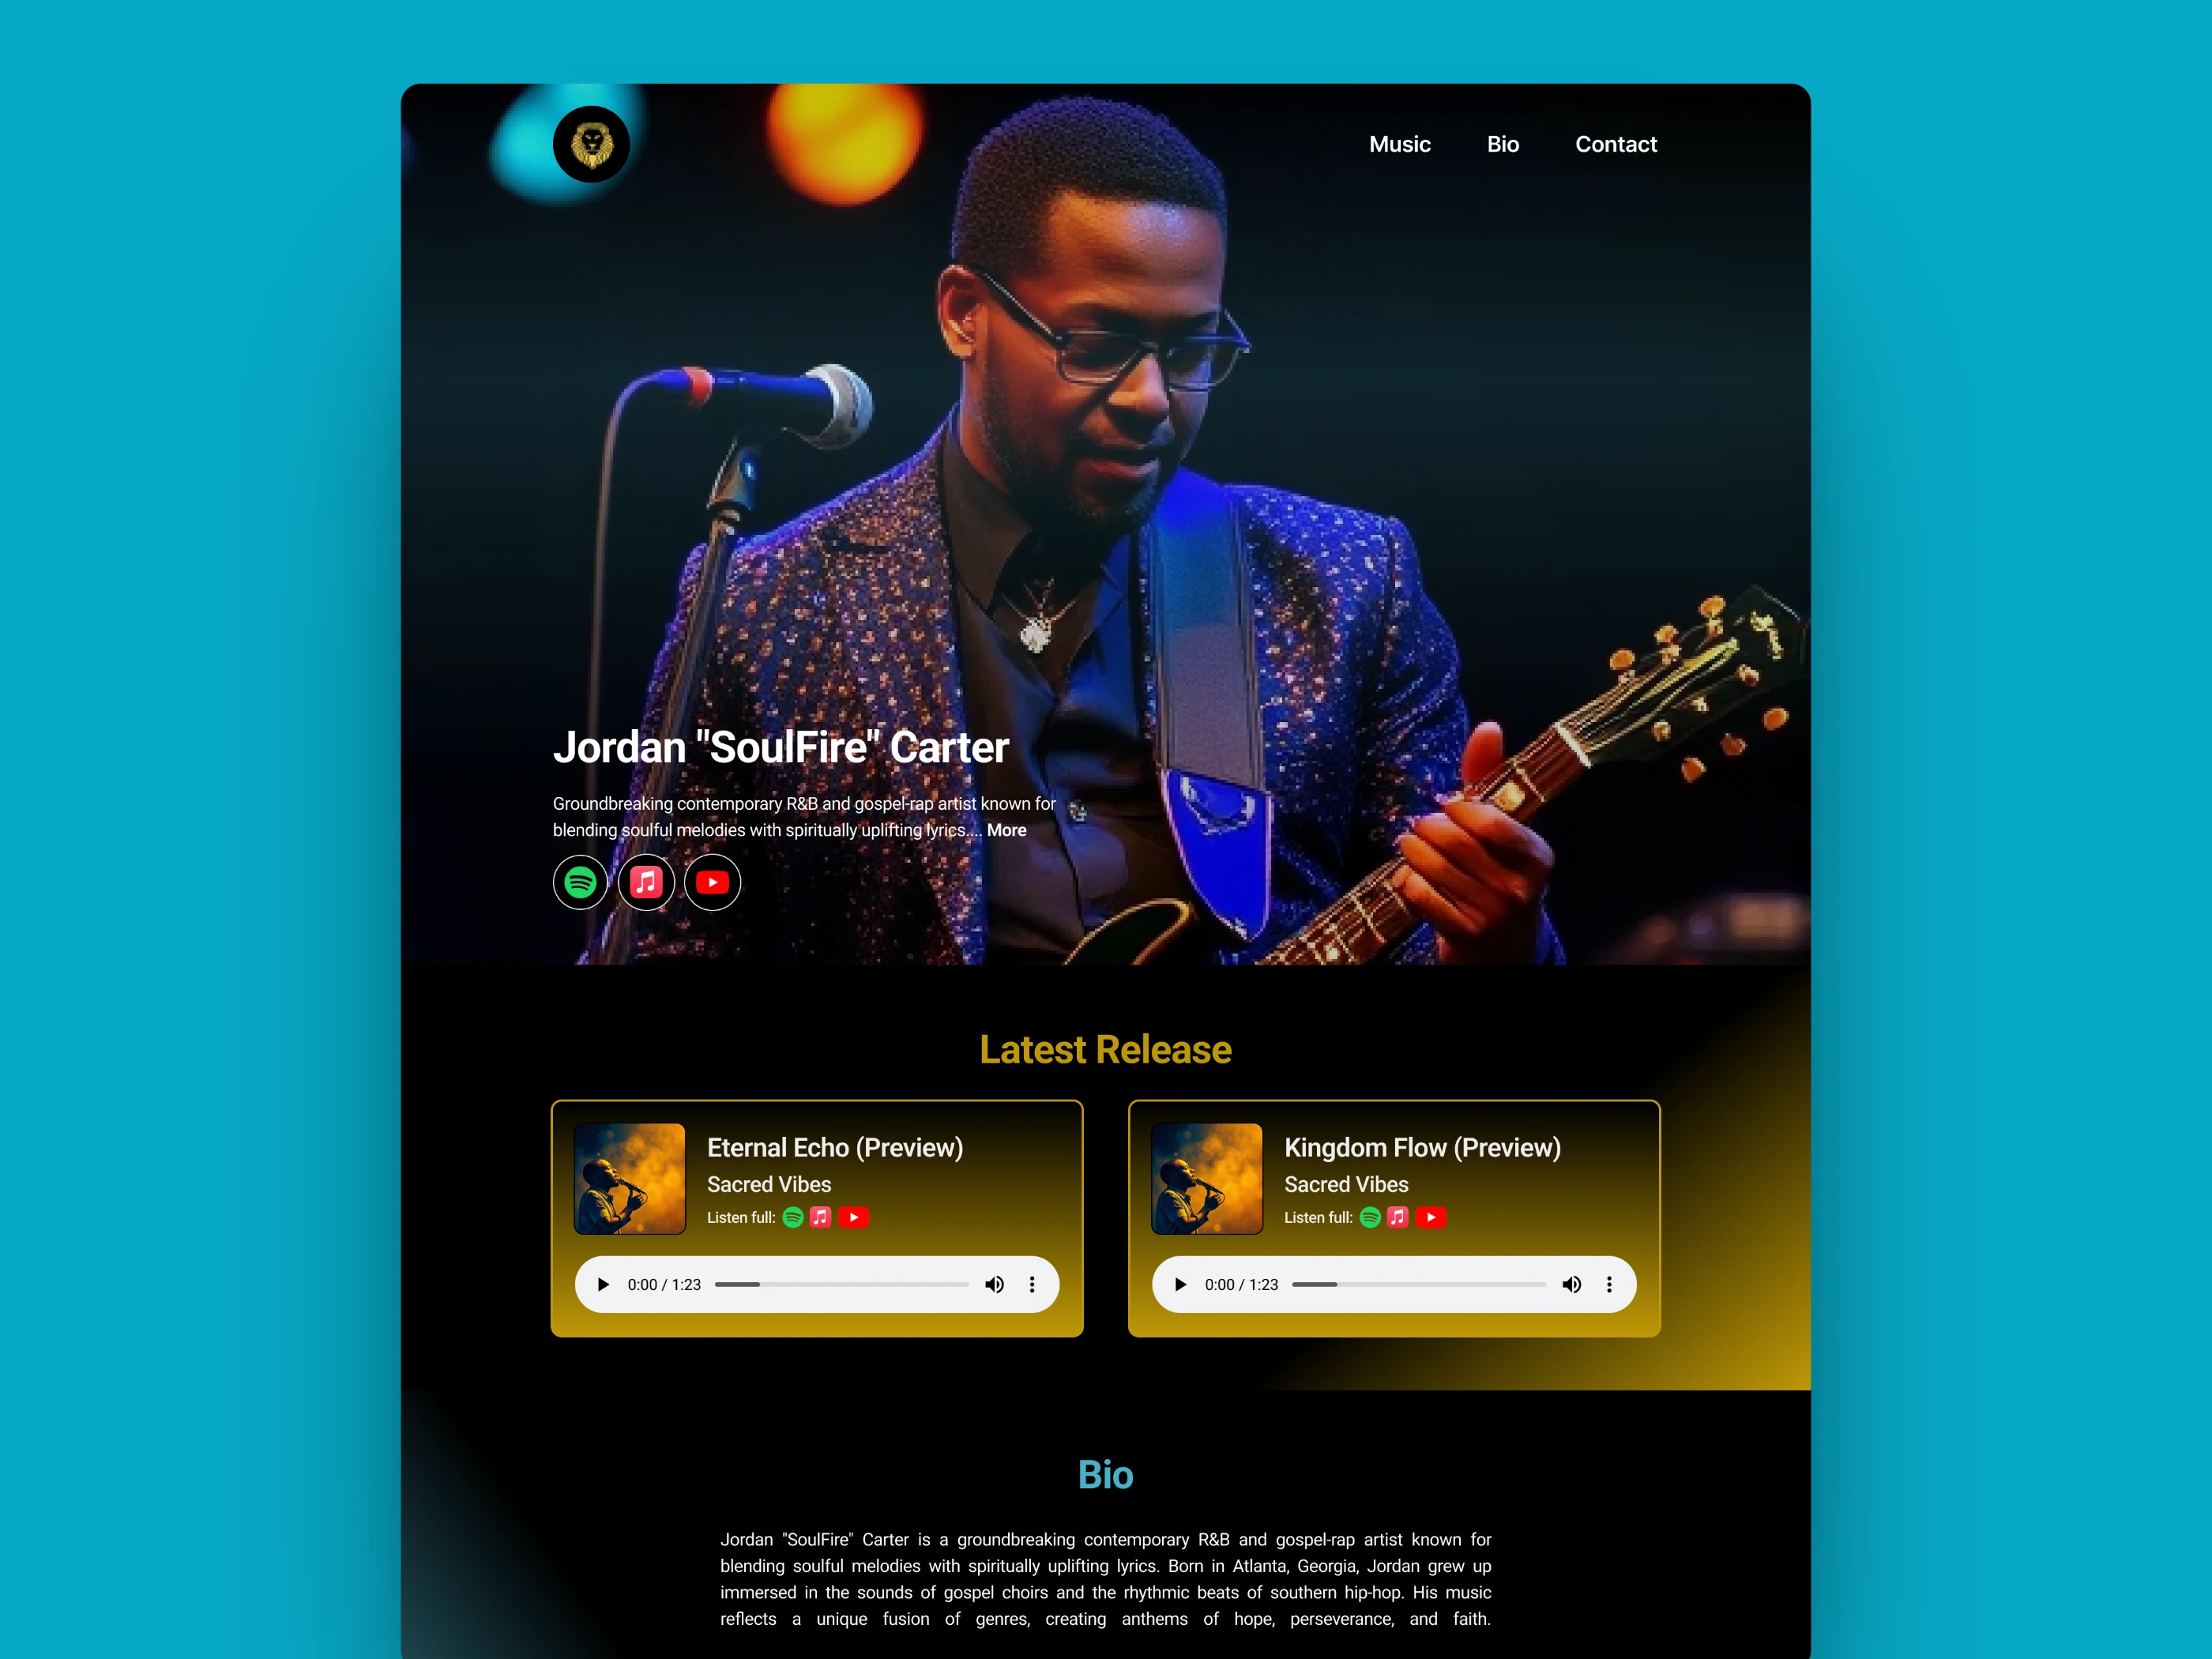 Music Bio Contact
Jordan "SoulFire" Carter
Groundbreaking contemporary R&B and gospel-rap artist known for
blending soulful melodies with spiritually uplifting lyrics.... More
Latest Release
Eternal Echo (Preview)
Sacred Vibes
Listen full:
0:00 / 1:23
Kingdom Flow (Preview)
Sacred Vibes
Listen full:
0:00 / 1:23
Bio
Jordan "SoulFire" Carter is a groundbreaking contemporary R&B and gospel-rap artist known for
blending soulful melodies with spiritually uplifting lyrics. Born in Atlanta, Georgia, Jordan grew up
immersed in the sounds of gospel choirs and the rhythmic beats of southern hip-hop. His music
reflects a unique fusion of genres, creating anthems of hope, perseverance, and faith.